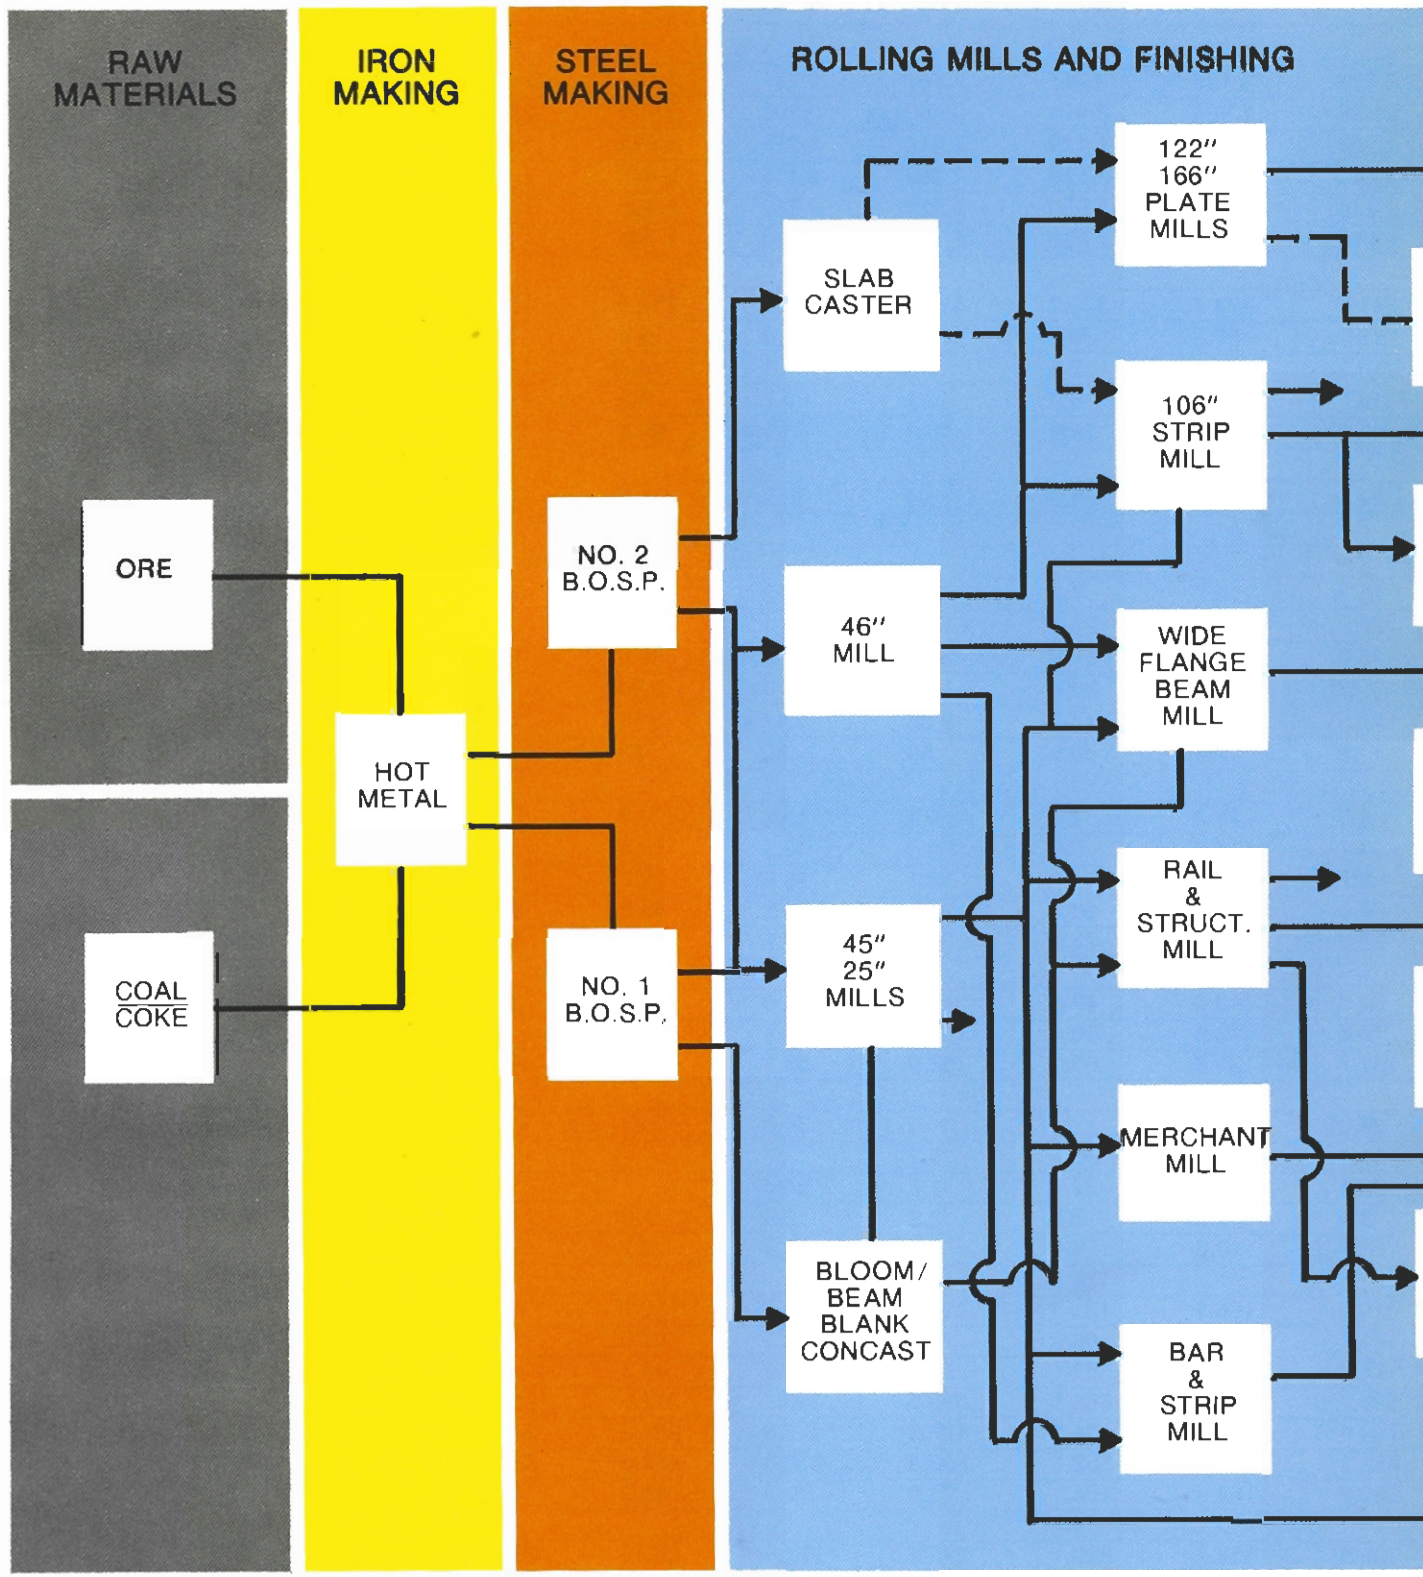 RAW
MATERIALS
IRON
MAKING
STEEL
MAKING
ROLLING MILLS AND FINISHING
122"
166"
PLATE
MILLS
SLAB
CASTER
106"
STRIP
MILL
ORE
NO. 2
B.O.S.P.
46"
MILL
WIDE
FLANGE
BEAM
MILL
HOT
METAL
RAIL
&
STRUCT.
MILL
COAL
COKE
NO. 1
B.O.S.P.
45"
25"
MILLS
MERCHANT
MILL
BLOOM/
BEAM
BLANK
CONCAST
BAR
&
STRIP
MILL